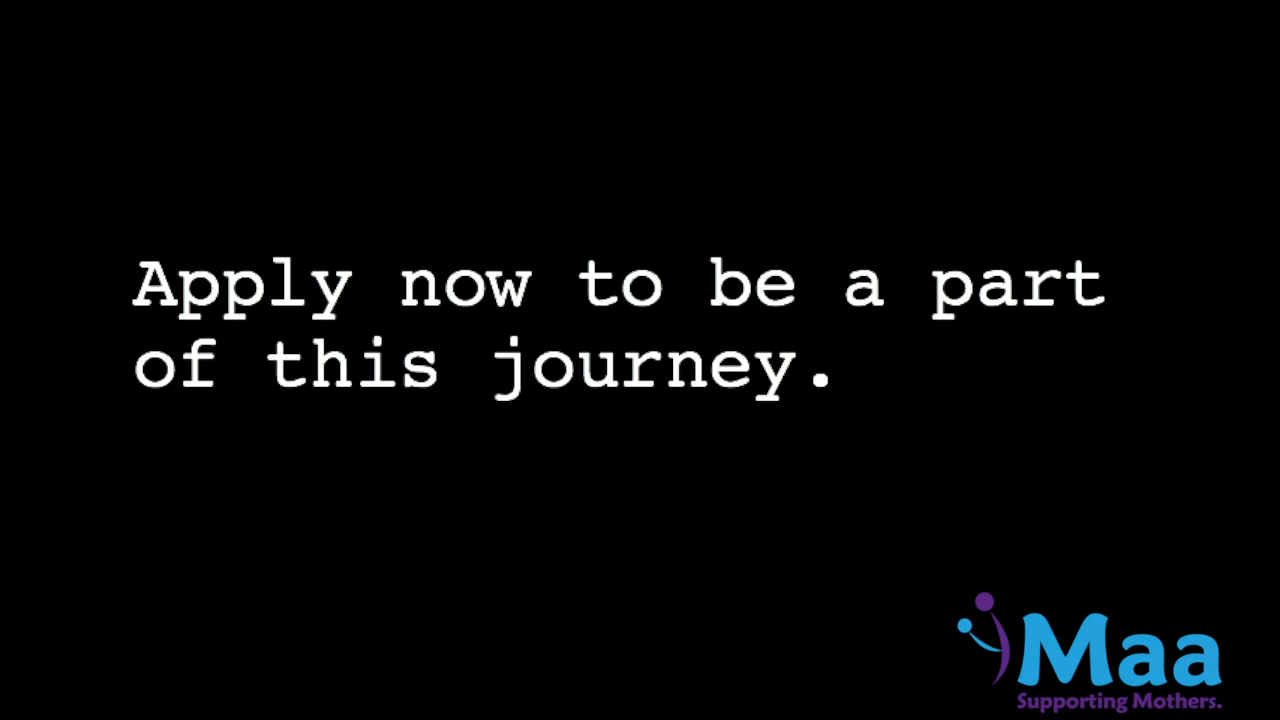 Apply now to be a part
of this journey.
Maa
Supporting Mothers.